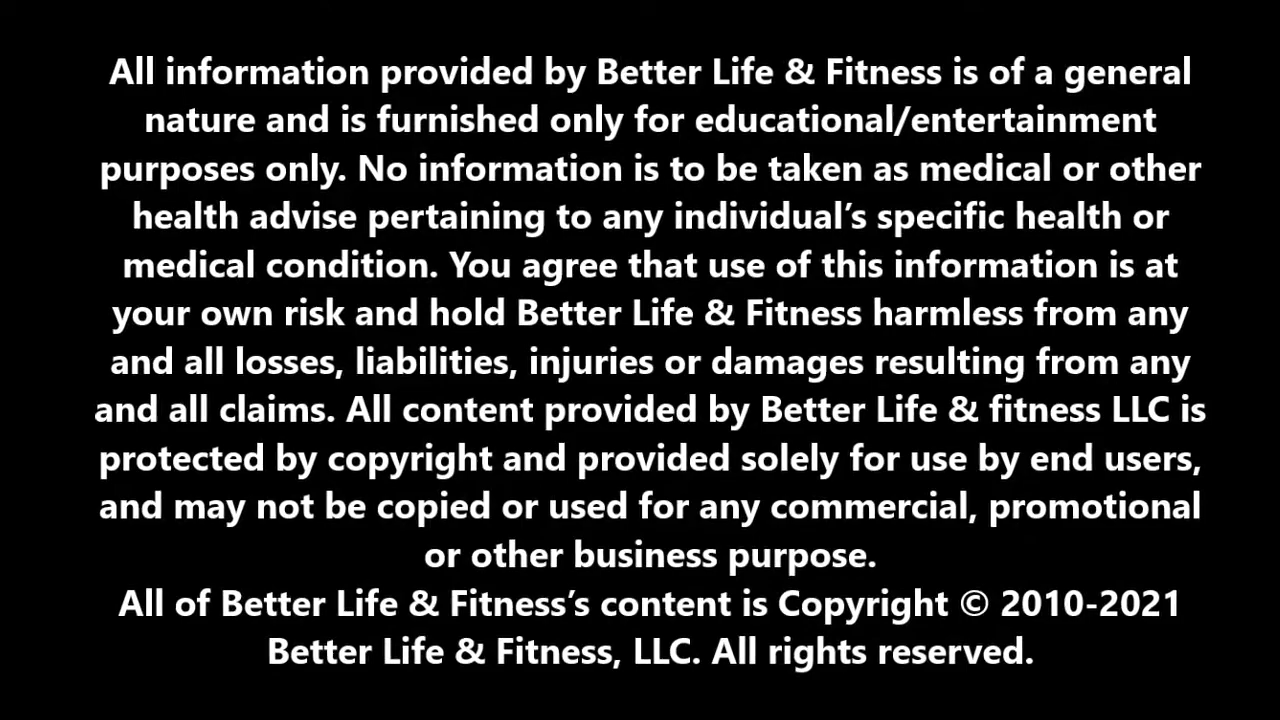 All information provided by Better Life & Fitness is of a general
nature and is furnished only for educational/entertainment
purposes only. No information is to be taken as medical or other
health advise pertaining to any individual’s specific health or
medical condition. You agree that use of this information is at
your own risk and hold Better Life & Fitness harmless from any
and all losses, liabilities, injuries or damages resulting from any
and all claims. All content provided by Better Life & fitness LLC is
protected by copyright and provided solely for use by end users,
and may not be copied or used for any commercial, promotional
or other business purpose.
All of Better Life & Fitness’s content is Copyright © 2010-2021
Better Life & Fitness, LLC. All rights reserved.